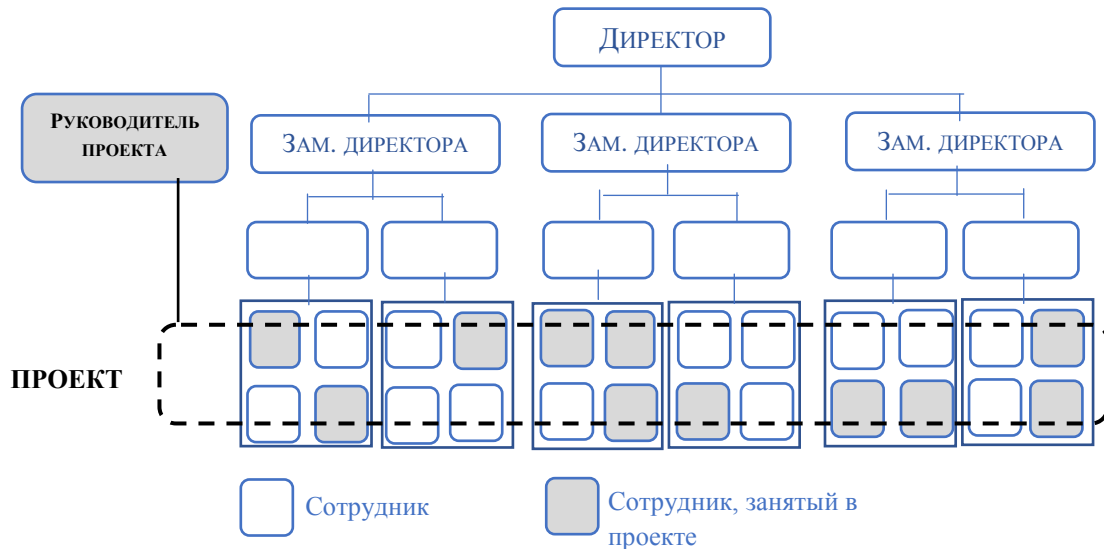 ДИРЕКТОР
РУКОВОДИТЕЛЬ
ПРОЕКТА
ЗАМ. ДИРЕКТОРА
ЗАМ. ДИРЕКТОРА
ЗАМ. ДИРЕКТОРА
ПРОЕКТ
Сотрудник
Сотрудник, занятый в
проекте